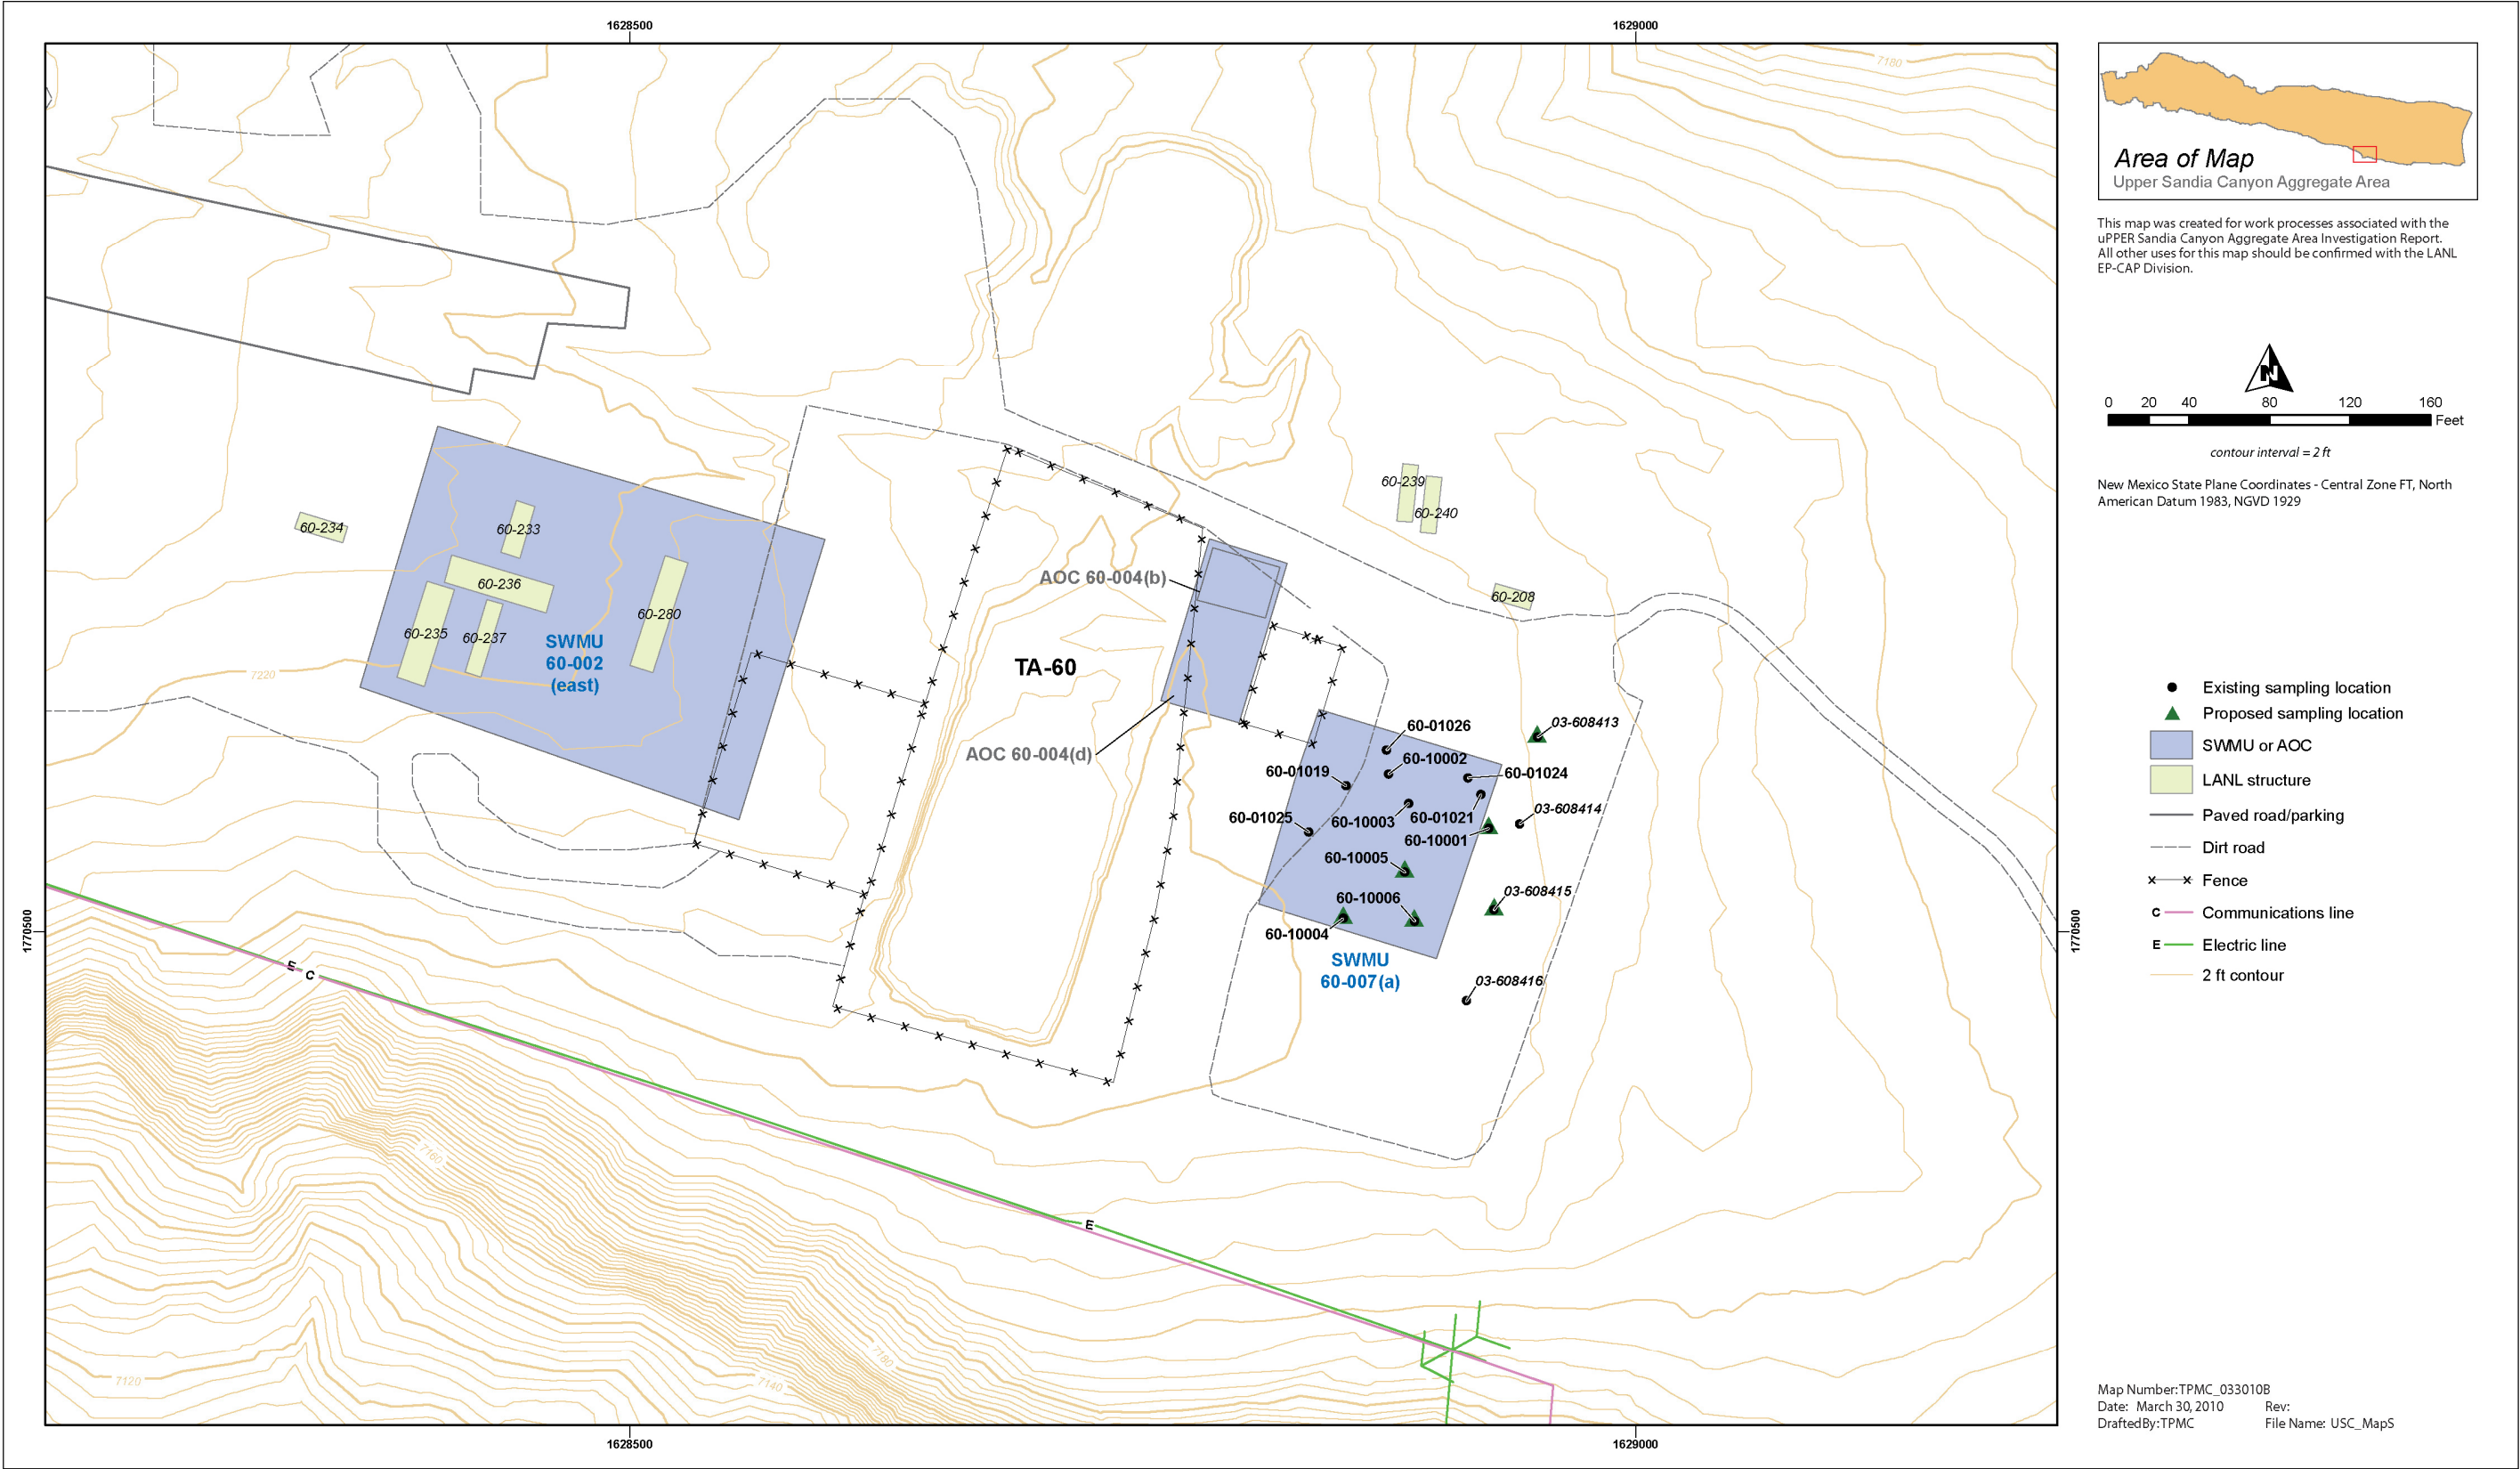 1628500
1629000
7180
Area of Map
Upper Sandia Canyon Aggregate Area
This map was created for work processes associated with the
uPPER Sandia Canyon Aggregate Area Investigation Report.
All other uses for this map should be confirmed with the LANL
EP-CAP Division.
N
0 20 40 80 120 160
Feet
contour interval = 2 ft
New Mexico State Plane Coordinates - Central Zone FT, North
American Datum 1983, NGVD 1929
60-239
60-240
60-234
60-233
60-236
AOC 60-004(b)
60-208
60-280
60-235
60-237
SWMU
60-002
(east)
TA-60
7220
AOC 60-004(d)
60-01026
03-608413
60-10002
60-01019
60-01024
03-608414
60-01025
60-10003
60-01021
60-10001
60-10005
60-10006
03-608415
60-10004
SWMU
60-007(a)
03-608416
1770500
1770500
E
C
E
7160
7160
7140
7120
Existing sampling location
Proposed sampling location
SWMU or AOC
LANL structure
Paved road/parking
Dirt road
Fence
C Communications line
E Electric line
2 ft contour
Map Number:TPMC_033010B
Date: March 30, 2010 Rev:
DraftedBy:TPMC File Name: USC_MapS
1628500
1629000